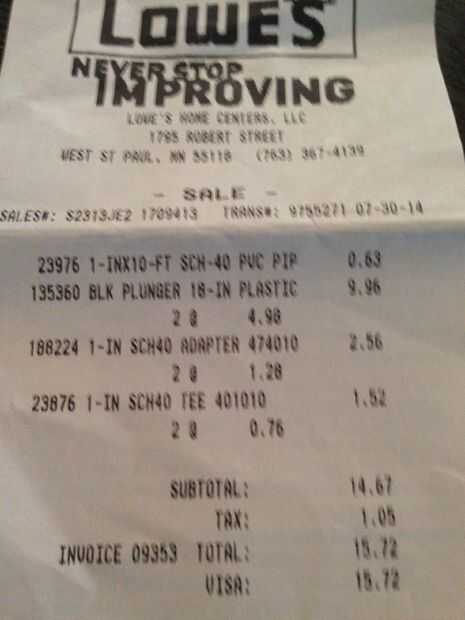 LOWE'S
NEVER STOP
IMPROVING
LOWE'S HOME CENTERS, LLC
1795 ROBERT STREET
WEST ST PAUL, MN 55118 (763) 367-4139
- SALE -
SALES#: S2313JE2 1709413 TRANS#: 9755271 07-30-14
23976 1-INX10-FT SCH-40 PVC PIP 0.63
135360 BLK PLUNGER 18-IN PLASTIC 9.96
2 @ 4.98
188224 1-IN SCH40 ADAPTER 474010 2.56
2 @ 1.28
23876 1-IN SCH40 TEE 401010 1.52
2 @ 0.76
SUBTOTAL: 14.67
TAX: 1.05
INVOICE 09353 TOTAL: 15.72
VISA: 15.72